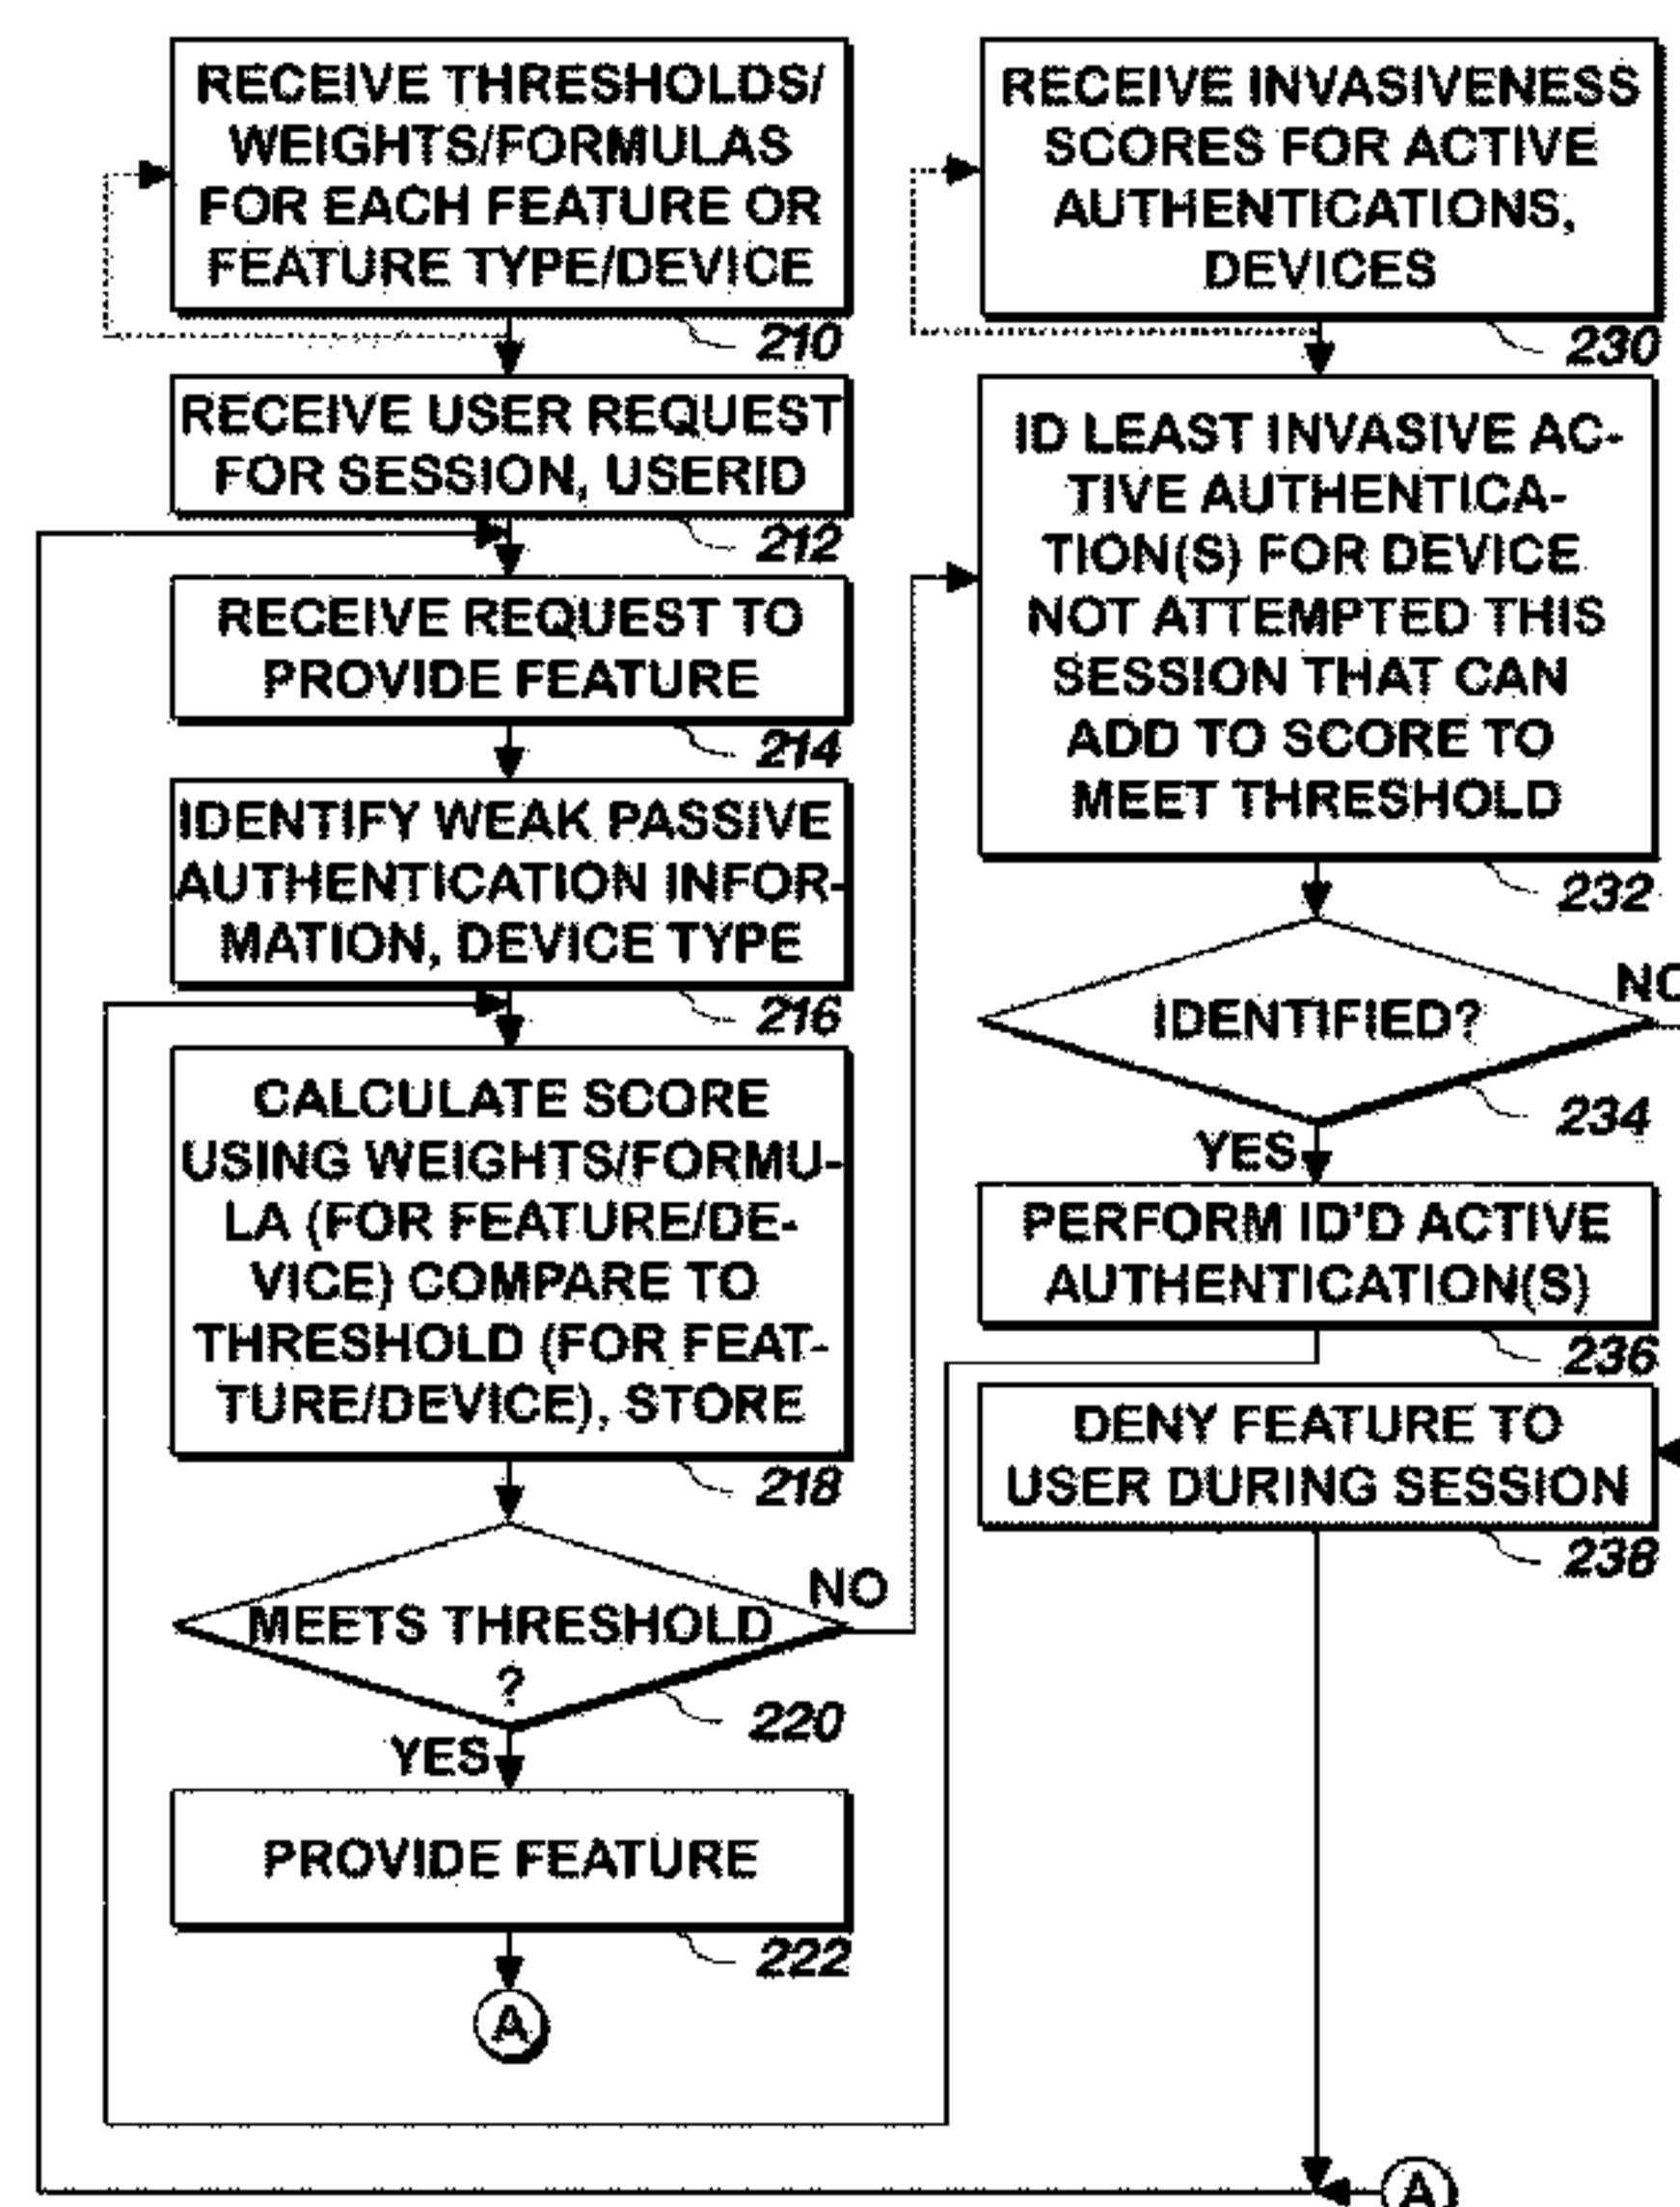 RECEIVE THRESHOLDS/
WEIGHTS/FORMULAS
FOR EACH FEATURE OR
FEATURE TYPE/DEVICE
210
RECEIVE USER REQUEST
FOR SESSION, USERID
212
RECEIVE REQUEST TO
PROVIDE FEATURE
214
IDENTIFY WEAK PASSIVE
AUTHENTICATION INFOR-
MATION, DEVICE TYPE
216
CALCULATE SCORE
USING WEIGHTS/FORMU-
LA (FOR FEATURE/DE-
VICE) COMPARE TO
THRESHOLD (FOR FEAT-
TURE/DEVICE), STORE
218
MEETS THRESHOLD
?
NO
220
YES
PROVIDE FEATURE
222
A
RECEIVE INVASIVENESS
SCORES FOR ACTIVE
AUTHENTICATIONS,
DEVICES
230
ID LEAST INVASIVE AC-
TIVE AUTHENTICA-
TION(S) FOR DEVICE
NOT ATTEMPTED THIS
SESSION THAT CAN
ADD TO SCORE TO
MEET THRESHOLD
232
IDENTIFIED?
NO
234
YES
PERFORM ID'D ACTIVE
AUTHENTICATION(S)
236
DENY FEATURE TO
USER DURING SESSION
238
A